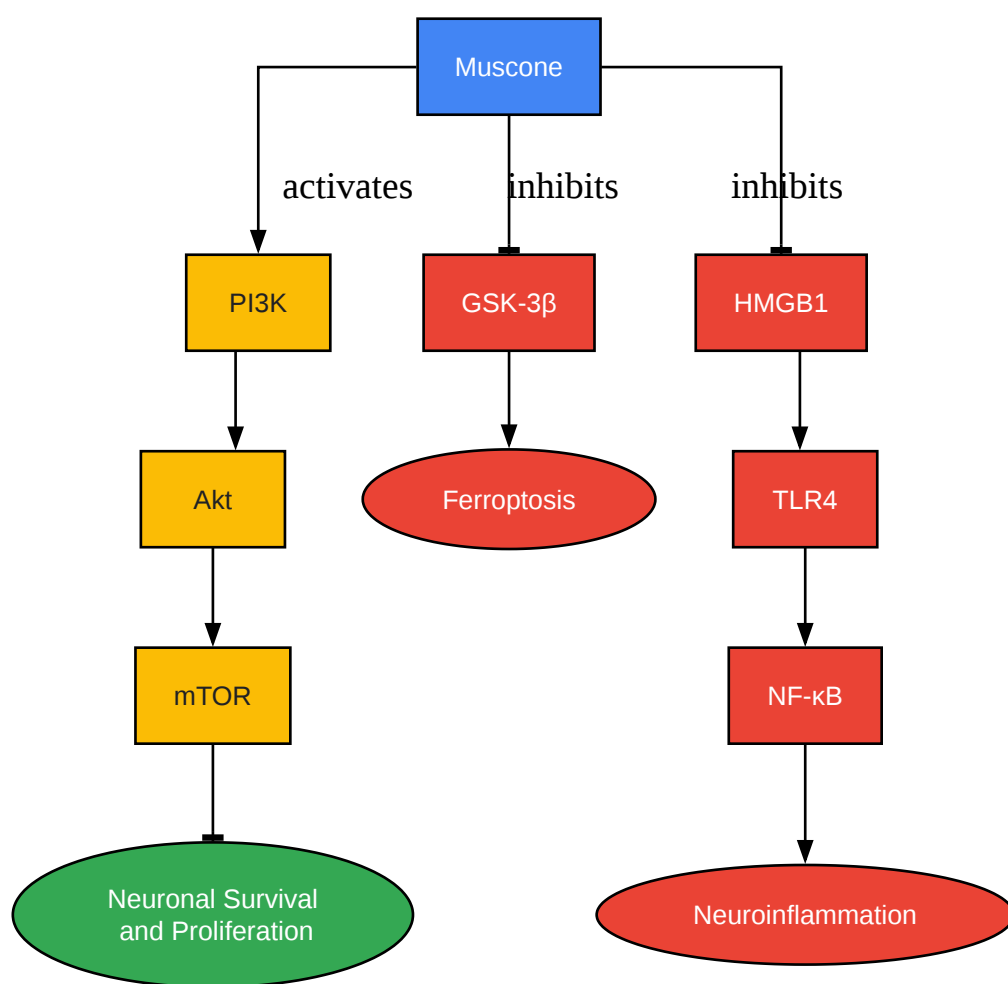 Muscone
activates
inhibits
inhibits
PI3K
GSK-3β
HMGB1
Akt
Ferroptosis
TLR4
mTOR
NF-κB
Neuronal Survival
and Proliferation
Neuroinflammation